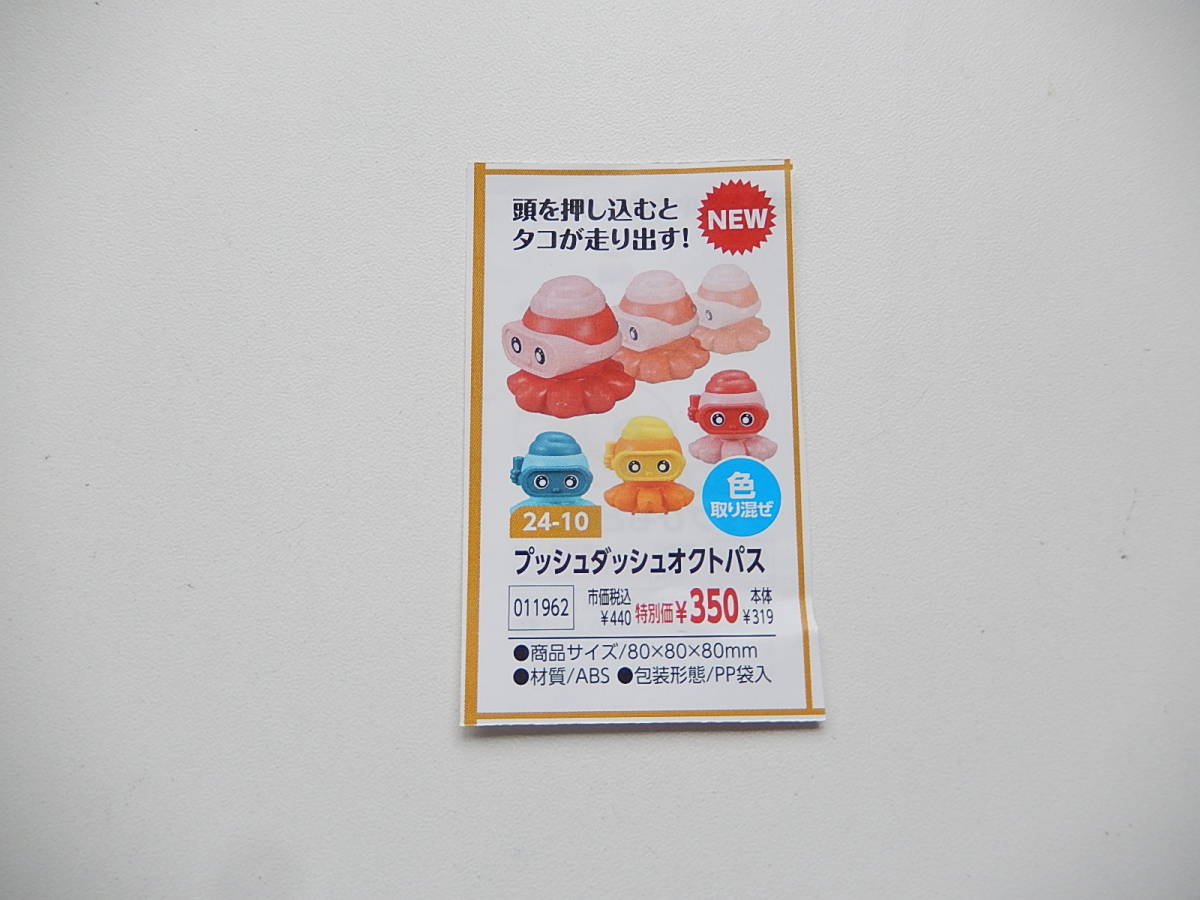 頭を押し込むと
タコが走り出す!
NEW
色
取り混ぜ
24-10
プッシュダッシュオクトパス
011962
市価税込
¥440
特別価¥350
本体
¥319
●商品サイズ/80×80×80mm
●材質/ABS ●包装形態/PP袋入